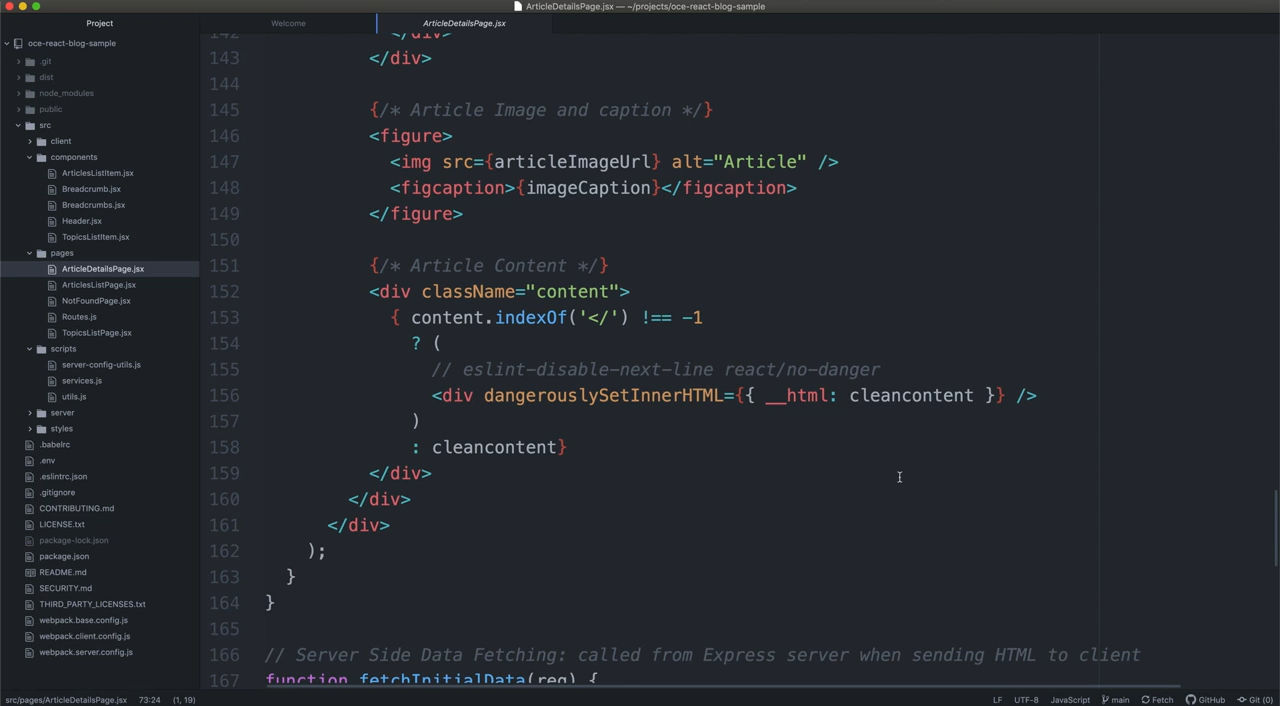 ArticleDetailsPage.jsx — ~/projects/oce-react-blog-sample
Project
Welcome
ArticleDetailsPage.jsx
oce-react-blog-sample
.git
dist
node_modules
public
src
client
components
ArticlesListItem.jsx
Breadcrumb.jsx
Breadcrumbs.jsx
Header.jsx
TopicsListItem.jsx
pages
ArticleDetailsPage.jsx
ArticlesListPage.jsx
NotFoundPage.jsx
Routes.js
TopicsListPage.jsx
scripts
server-config-utils.js
services.js
utils.js
server
styles
.babelrc
.env
.eslintrc.json
.gitignore
CONTRIBUTING.md
LICENSE.txt
package-lock.json
package.json
README.md
SECURITY.md
THIRD_PARTY_LICENSES.txt
webpack.base.config.js
webpack.client.config.js
webpack.server.config.js
142 </div>
143 </div>
144
145 {/* Article Image and caption */}
146 <figure>
147 <img src={articleImageUrl} alt="Article" />
148 <figcaption>{imageCaption}</figcaption>
149 </figure>
150
151 {/* Article Content */}
152 <div className="content">
153 { content.indexOf('</') !== -1
154 ? (
155 // eslint-disable-next-line react/no-danger
156 <div dangerouslySetInnerHTML={{ __html: cleancontent }} />
157 )
158 : cleancontent}
159 </div>
160 </div>
161 </div>
162 );
163 }
164 }
165
166 // Server Side Data Fetching: called from Express server when sending HTML to client
167 function fetchInitialData(req) {
src/pages/ArticleDetailsPage.jsx 73:24 (1, 19)
LF UTF-8 JavaScript main Fetch GitHub Git (0)